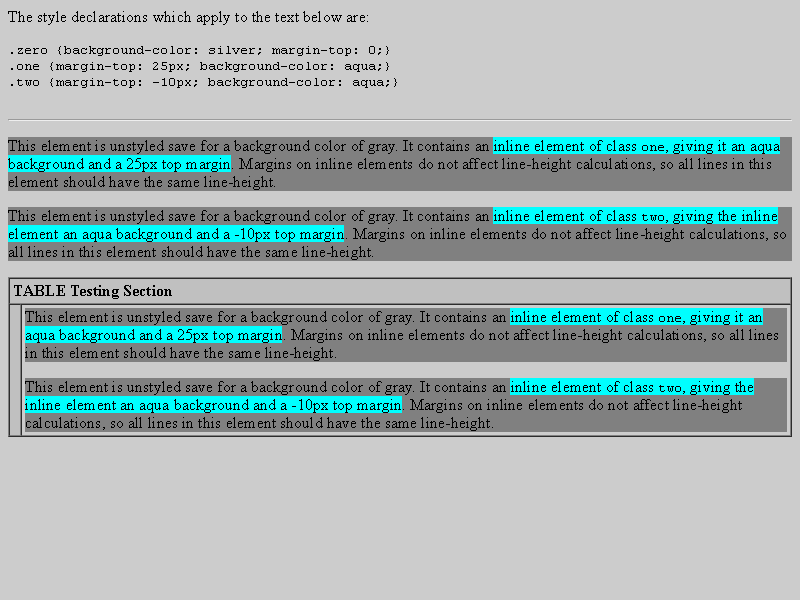 The style declarations which apply to the text below are:
.zero {background-color: silver; margin-top: 0;}
.one {margin-top: 25px; background-color: aqua;}
.two {margin-top: -10px; background-color: aqua;}
This element is unstyled save for a background color of gray. It contains an inline element of class one, giving it an aqua
background and a 25px top margin. Margins on inline elements do not affect line-height calculations, so all lines in this
element should have the same line-height.
This element is unstyled save for a background color of gray. It contains an inline element of class two, giving the inline
element an aqua background and a -10px top margin. Margins on inline elements do not affect line-height calculations, so
all lines in this element should have the same line-height.
TABLE Testing Section
This element is unstyled save for a background color of gray. It contains an inline element of class one, giving it an
aqua background and a 25px top margin. Margins on inline elements do not affect line-height calculations, so all lines
in this element should have the same line-height.
This element is unstyled save for a background color of gray. It contains an inline element of class two, giving the
inline element an aqua background and a -10px top margin. Margins on inline elements do not affect line-height
calculations, so all lines in this element should have the same line-height.